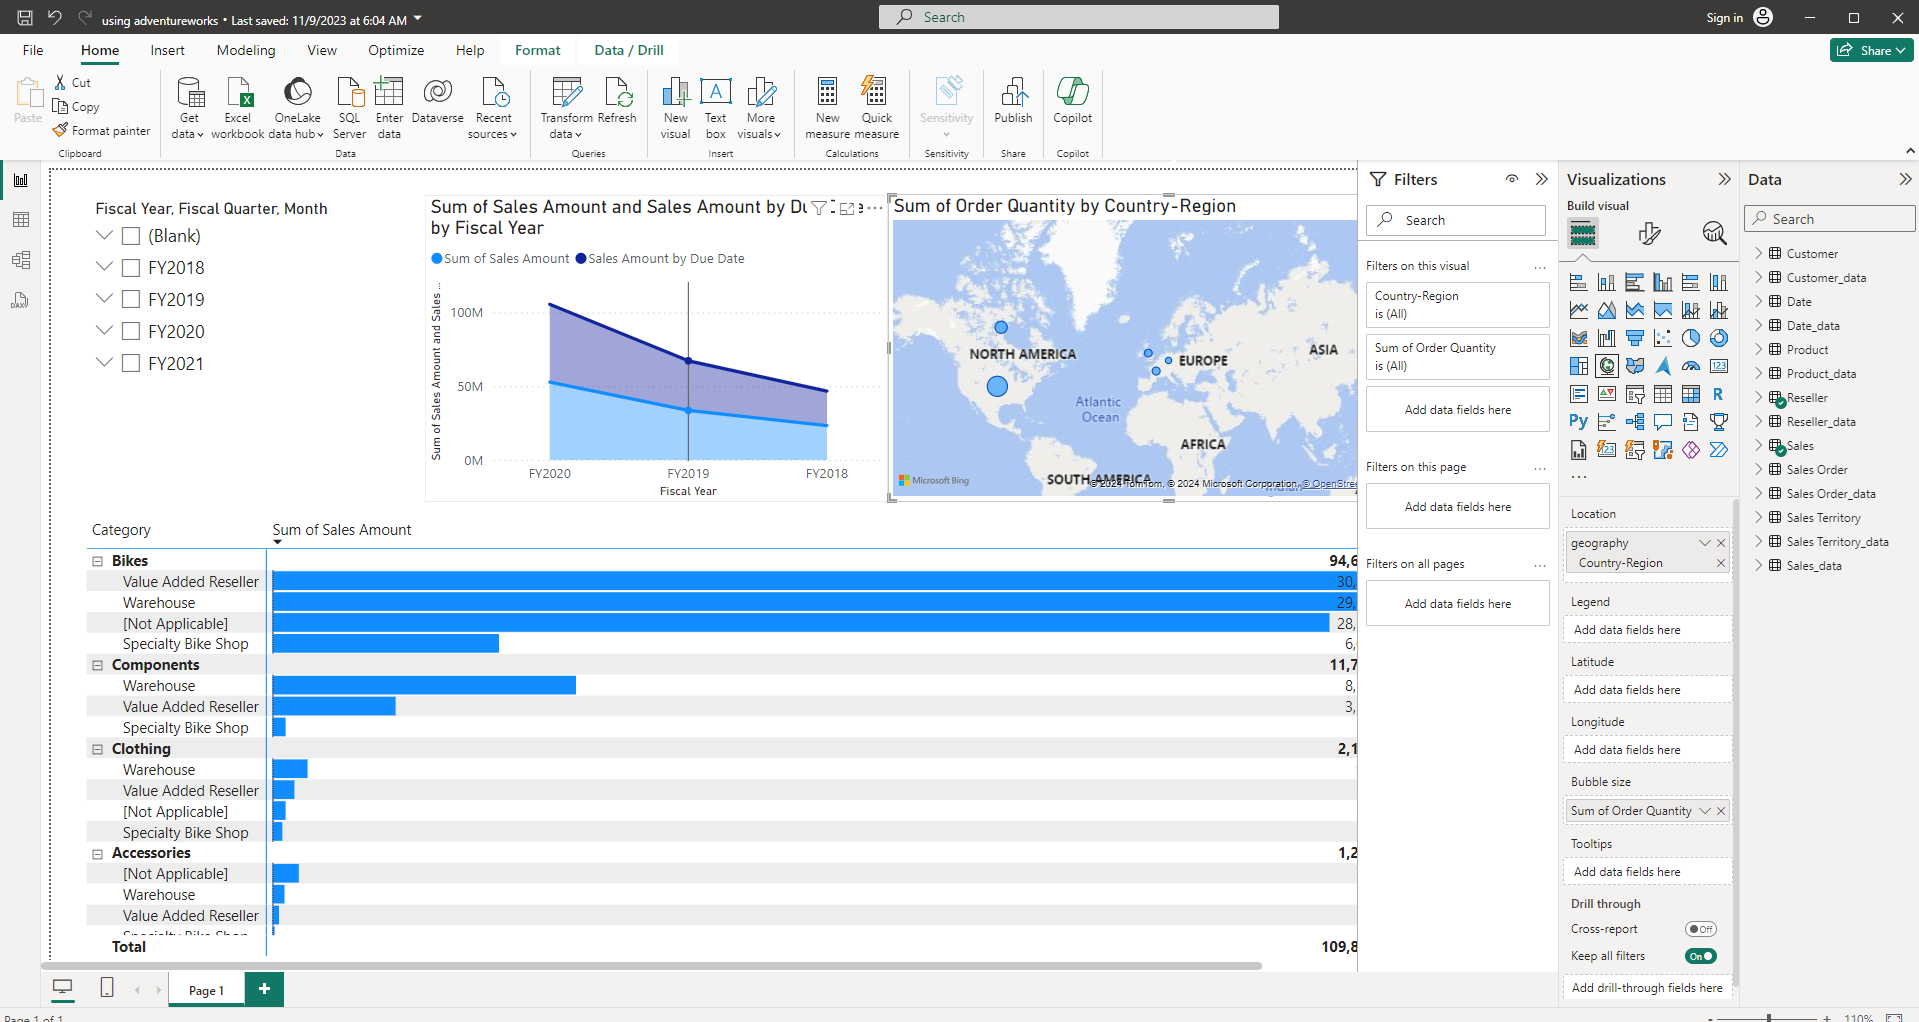 using adventureworks • Last saved: 11/9/2023 at 6:04 AM
Search
Sign in
File
Home
Insert
Modeling
View
Optimize
Help
Format
Data / Drill
Share
Paste
Cut
Copy
Format painter
Clipboard
Get data
Excel workbook
OneLake data hub
SQL Server
Enter data
Dataverse
Recent sources
Data
Transform data
Refresh
Queries
New visual
Text box
More visuals
Insert
New measure
Quick measure
Calculations
Sensitivity
Sensitivity
Publish
Share
Copilot
Copilot
Fiscal Year, Fiscal Quarter, Month
(Blank)
FY2018
FY2019
FY2020
FY2021
Sum of Sales Amount and Sales Amount by Du
by Fiscal Year
Sum of Sales Amount
Sales Amount by Due Date
Sum of Sales Amount and Sales ...
100M
50M
0M
FY2020
FY2019
FY2018
Fiscal Year
Sum of Order Quantity by Country-Region
NORTH AMERICA
EUROPE
ASIA
Atlantic
Ocean
AFRICA
SOUTH AMERICA
Microsoft Bing
© 2024 TomTom, © 2024 Microsoft Corporation, © OpenStre
Category
Sum of Sales Amount
Bikes 94,6
Value Added Reseller 30,
Warehouse 29,
[Not Applicable] 28,
Specialty Bike Shop 6,
Components 11,7
Warehouse 8,
Value Added Reseller 3,
Specialty Bike Shop
Clothing 2,1
Warehouse
Value Added Reseller
[Not Applicable]
Specialty Bike Shop
Accessories 1,2
[Not Applicable]
Warehouse
Value Added Reseller
Specialty Bike Shop
Total 109,8
Page 1
Page 1 of 1
Filters
Search
Filters on this visual
Country-Region
is (All)
Sum of Order Quantity
is (All)
Add data fields here
Filters on this page
Add data fields here
Filters on all pages
Add data fields here
Visualizations
Build visual
123
R
Py
Location
geography
Country-Region
Legend
Add data fields here
Latitude
Add data fields here
Longitude
Add data fields here
Bubble size
Sum of Order Quantity
Tooltips
Add data fields here
Drill through
Cross-report
Off
Keep all filters
On
Add drill-through fields here
Data
Search
Customer
Customer_data
Date
Date_data
Product
Product_data
Reseller
Reseller_data
Sales
Sales Order
Sales Order_data
Sales Territory
Sales Territory_data
Sales_data
110%